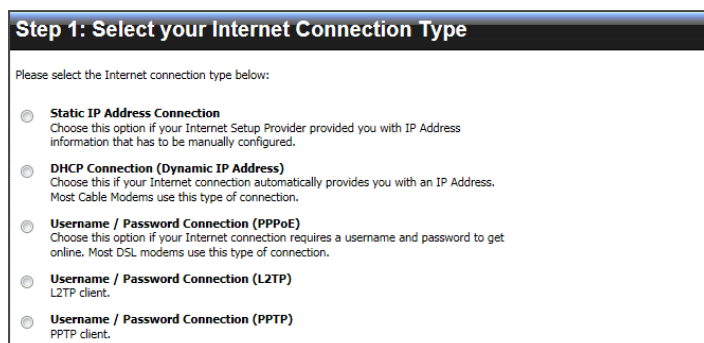 Step 1: Select your Internet Connection Type
Please select the Internet connection type below:
Static IP Address Connection
Choose this option if your Internet Setup Provider provided you with IP Address
information that has to be manually configured.
DHCP Connection (Dynamic IP Address)
Choose this if your Internet connection automatically provides you with an IP Address.
Most Cable Modems use this type of connection.
Username / Password Connection (PPPoE)
Choose this option if your Internet connection requires a username and password to get
online. Most DSL modems use this type of connection.
Username / Password Connection (L2TP)
L2TP client.
Username / Password Connection (PPTP)
PPTP client.